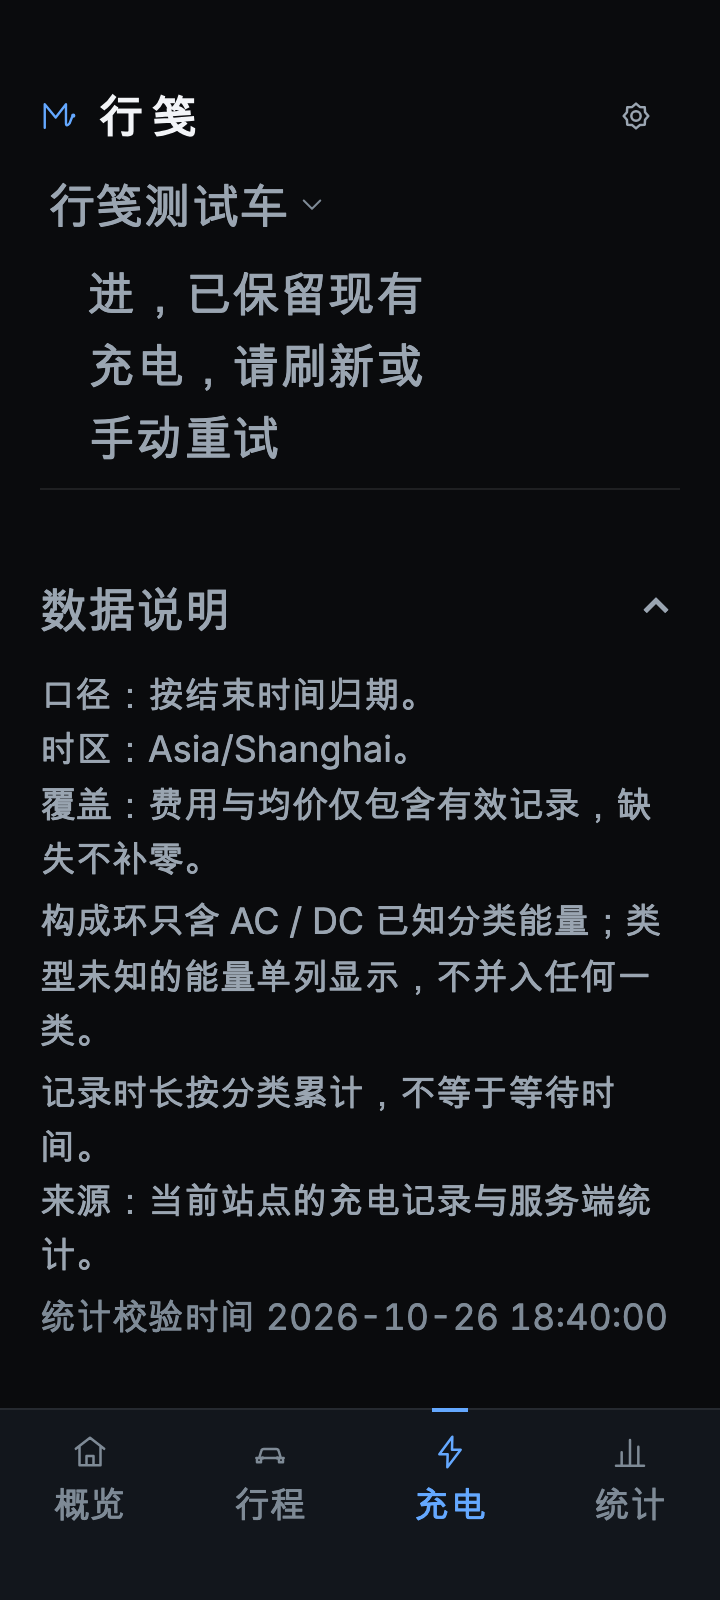 行笺
行笺测试车
进，已保留现有
充电，请刷新或
手动重试
数据说明
口径：按结束时间归期。
时区：Asia/Shanghai。
覆盖：费用与均价仅包含有效记录，缺
失不补零。
构成环只含 AC / DC 已知分类能量；类
型未知的能量单列显示，不并入任何一
类。
记录时长按分类累计，不等于等待时
间。
来源：当前站点的充电记录与服务端统
计。
统计校验时间 2026-10-26 18:40:00
概览
行程
充电
统计